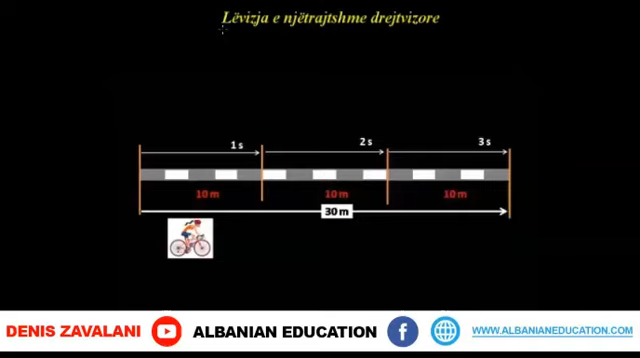 Lëvizja e njëtrajtshme drejtvizore
1 s 2 s 3 s
10 m 10 m 10 m
30 m
DENIS ZAVALANI ALBANIAN EDUCATION WWW.ALBANIANEDUCATION.COM